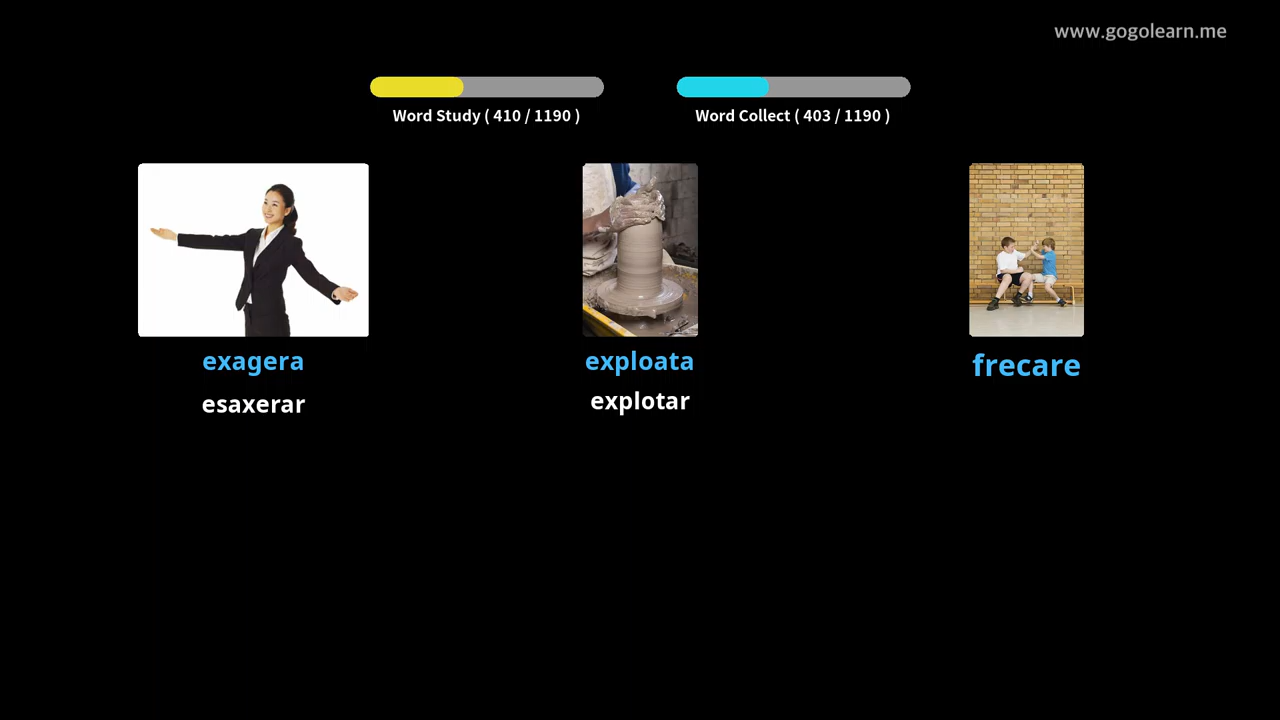 www.gogolearn.me
Word Study ( 410 / 1190 )
Word Collect ( 403 / 1190 )
exagera
esaxerar
exploata
explotar
frecare